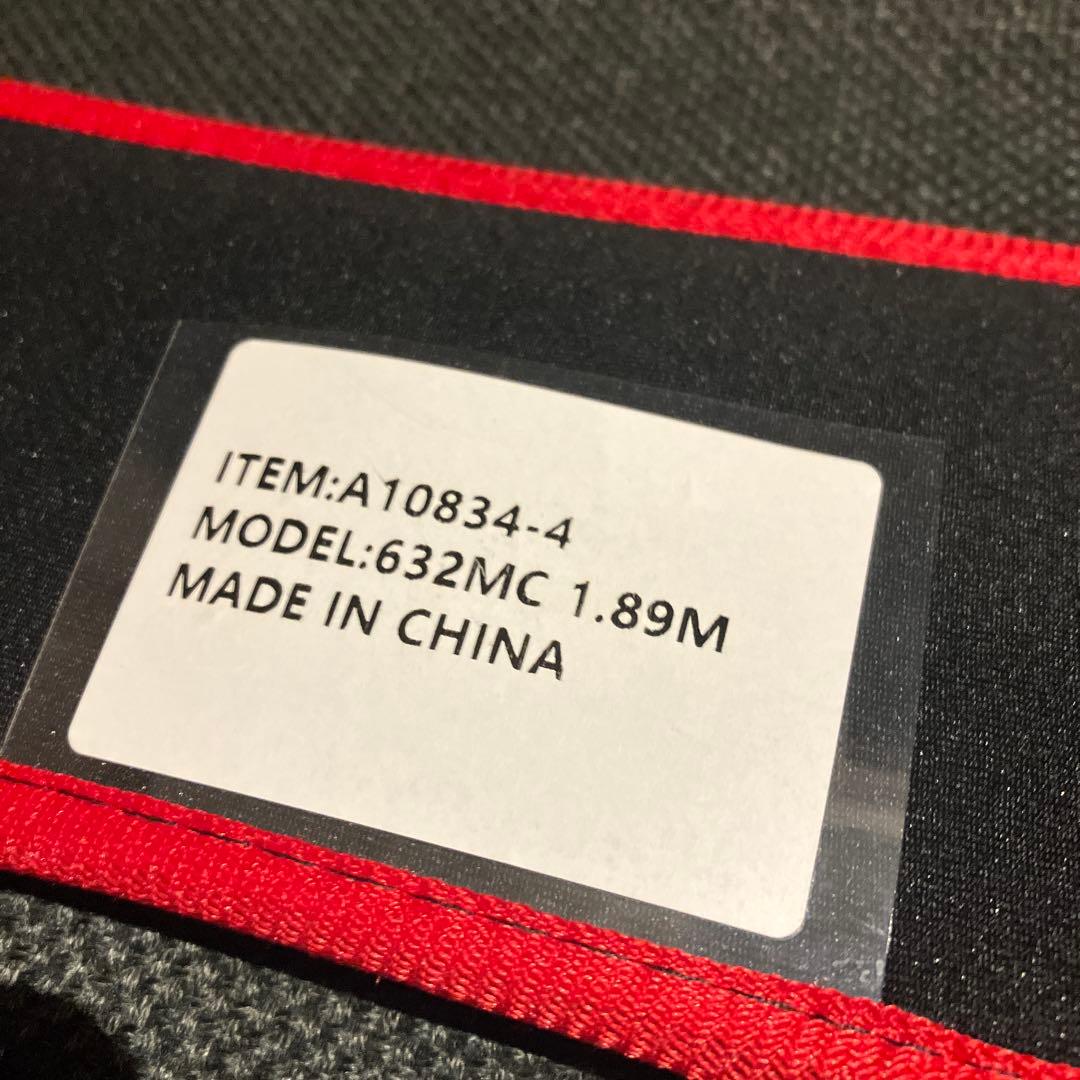 ITEM:A10834-4
MODEL:632MC 1.89M
MADE IN CHINA